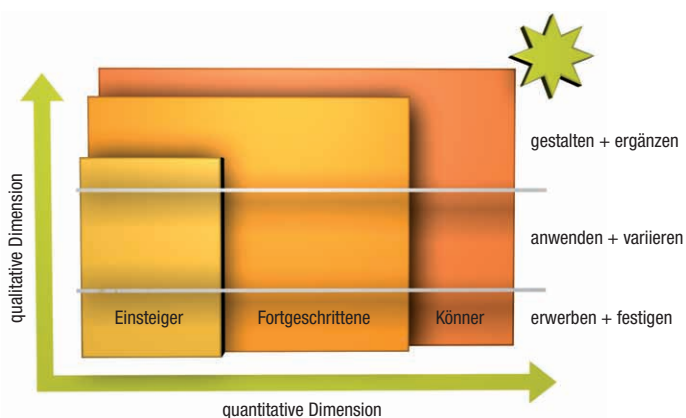 gestalten + ergänzen
qualitative Dimension
anwenden + variieren
Einsteiger Fortgeschrittene Könner erwerben + festigen
quantitative Dimension